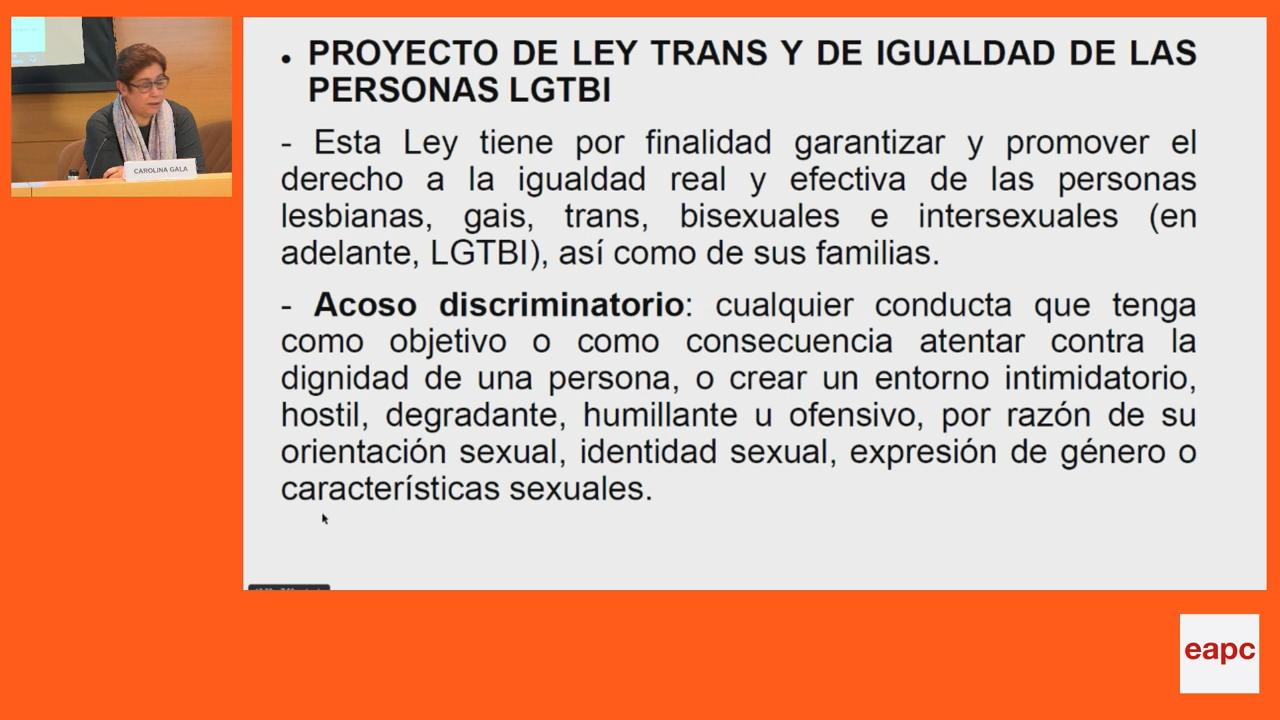 CAROLINA GALA
• PROYECTO DE LEY TRANS Y DE IGUALDAD DE LAS
PERSONAS LGTBI
- Esta Ley tiene por finalidad garantizar y promover el
derecho a la igualdad real y efectiva de las personas
lesbianas, gais, trans, bisexuales e intersexuales (en
adelante, LGTBI), así como de sus familias.
- Acoso discriminatorio: cualquier conducta que tenga
como objetivo o como consecuencia atentar contra la
dignidad de una persona, o crear un entorno intimidatorio,
hostil, degradante, humillante u ofensivo, por razón de su
orientación sexual, identidad sexual, expresión de género o
características sexuales.
eapc